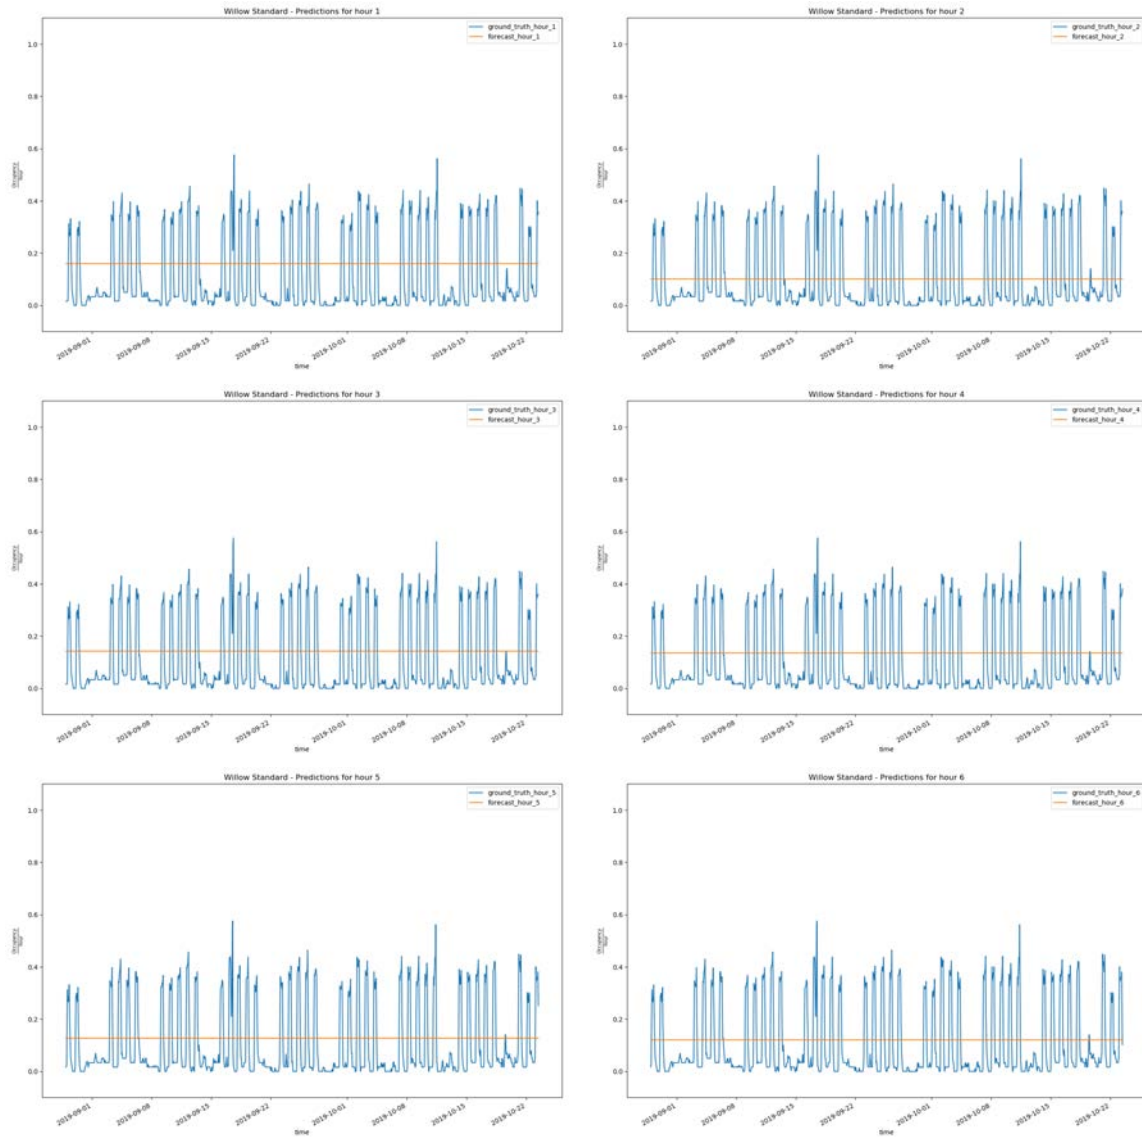 Willow Standard - Predictions for hour 1
ground_truth_hour_1
forecast_hour_1
1.0
0.8
0.6
0.4
0.2
0.0
Occupancy
hour
2019-09-01
2019-09-08
2019-09-15
2019-09-22
2019-10-01
2019-10-08
2019-10-15
2019-10-22
time
Willow Standard - Predictions for hour 2
ground_truth_hour_2
forecast_hour_2
1.0
0.8
0.6
0.4
0.2
0.0
Occupancy
hour
2019-09-01
2019-09-08
2019-09-15
2019-09-22
2019-10-01
2019-10-08
2019-10-15
2019-10-22
time
Willow Standard - Predictions for hour 3
ground_truth_hour_3
forecast_hour_3
1.0
0.8
0.6
0.4
0.2
0.0
Occupancy
hour
2019-09-01
2019-09-08
2019-09-15
2019-09-22
2019-10-01
2019-10-08
2019-10-15
2019-10-22
time
Willow Standard - Predictions for hour 4
ground_truth_hour_4
forecast_hour_4
1.0
0.8
0.6
0.4
0.2
0.0
Occupancy
hour
2019-09-01
2019-09-08
2019-09-15
2019-09-22
2019-10-01
2019-10-08
2019-10-15
2019-10-22
time
Willow Standard - Predictions for hour 5
ground_truth_hour_5
forecast_hour_5
1.0
0.8
0.6
0.4
0.2
0.0
Occupancy
hour
2019-09-01
2019-09-08
2019-09-15
2019-09-22
2019-10-01
2019-10-08
2019-10-15
2019-10-22
time
Willow Standard - Predictions for hour 6
ground_truth_hour_6
forecast_hour_6
1.0
0.8
0.6
0.4
0.2
0.0
Occupancy
hour
2019-09-01
2019-09-08
2019-09-15
2019-09-22
2019-10-01
2019-10-08
2019-10-15
2019-10-22
time